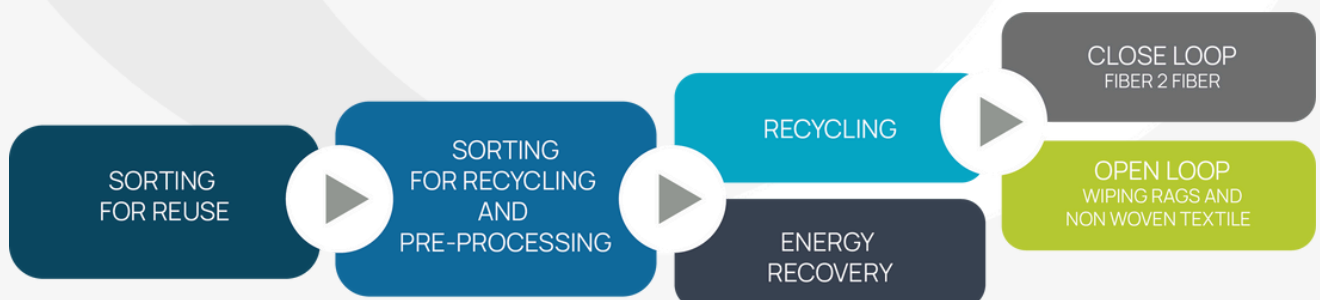 SORTING
FOR REUSE
SORTING
FOR RECYCLING
AND
PRE-PROCESSING
RECYCLING
ENERGY
RECOVERY
CLOSE LOOP
FIBER 2 FIBER
OPEN LOOP
WIPING RAGS AND
NON WOVEN TEXTILE